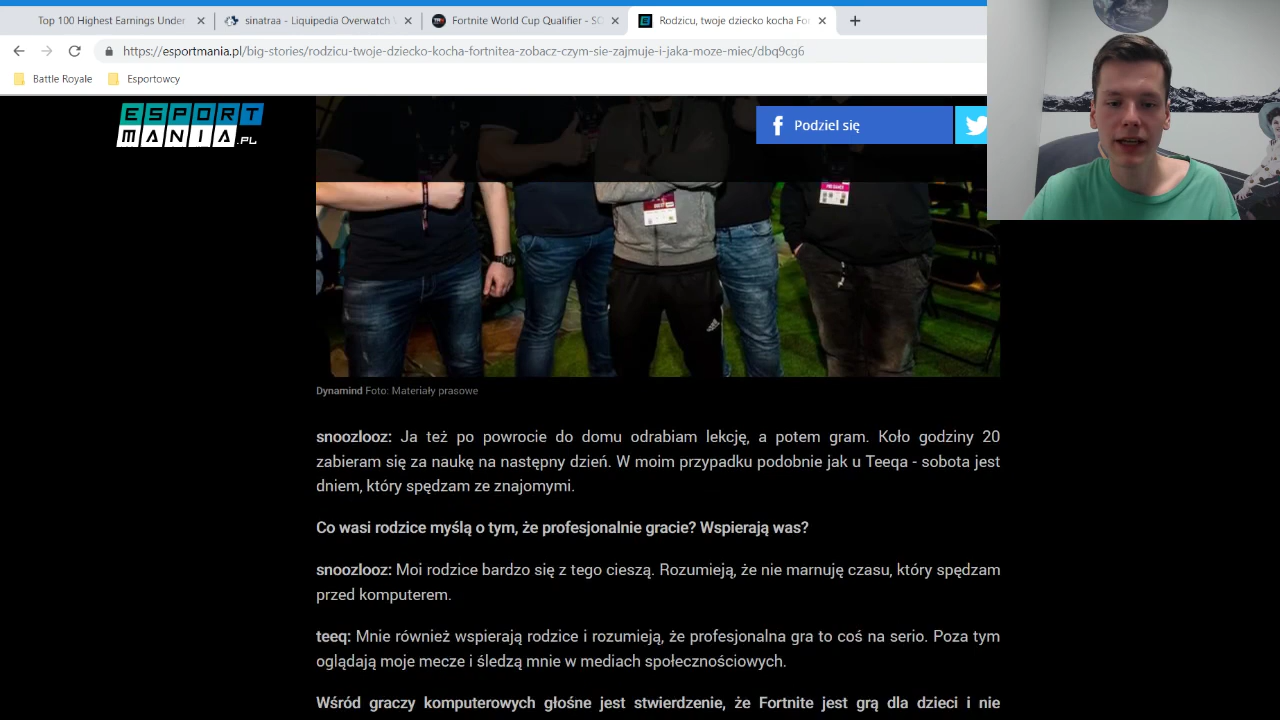 Top 100 Highest Earnings Under
sinatraa - Liquipedia Overwatch
Fortnite World Cup Qualifier - SO
Rodzicu, twoje dziecko kocha For
https://esportmania.pl/big-stories/rodzicu-twoje-dziecko-kocha-fortnitea-zobacz-czym-sie-zajmuje-i-jaka-moze-miec/dbq9cg6
Battle Royale
Esportowcy
ESPORT
MANIA.PL
Podziel się
Dynamind Foto: Materiały prasowe
snoozlooz: Ja też po powrocie do domu odrabiam lekcję, a potem gram. Koło godziny 20
zabieram się za naukę na następny dzień. W moim przypadku podobnie jak u Teeqa - sobota jest
dniem, który spędzam ze znajomymi.
Co wasi rodzice myślą o tym, że profesjonalnie gracie? Wspierają was?
snoozlooz: Moi rodzice bardzo się z tego cieszą. Rozumieją, że nie marnuję czasu, który spędzam
przed komputerem.
teeq: Mnie również wspierają rodzice i rozumieją, że profesjonalna gra to coś na serio. Poza tym
oglądają moje mecze i śledzą mnie w mediach społecznościowych.
Wśród graczy komputerowych głośne jest stwierdzenie, że Fortnite jest grą dla dzieci i nie